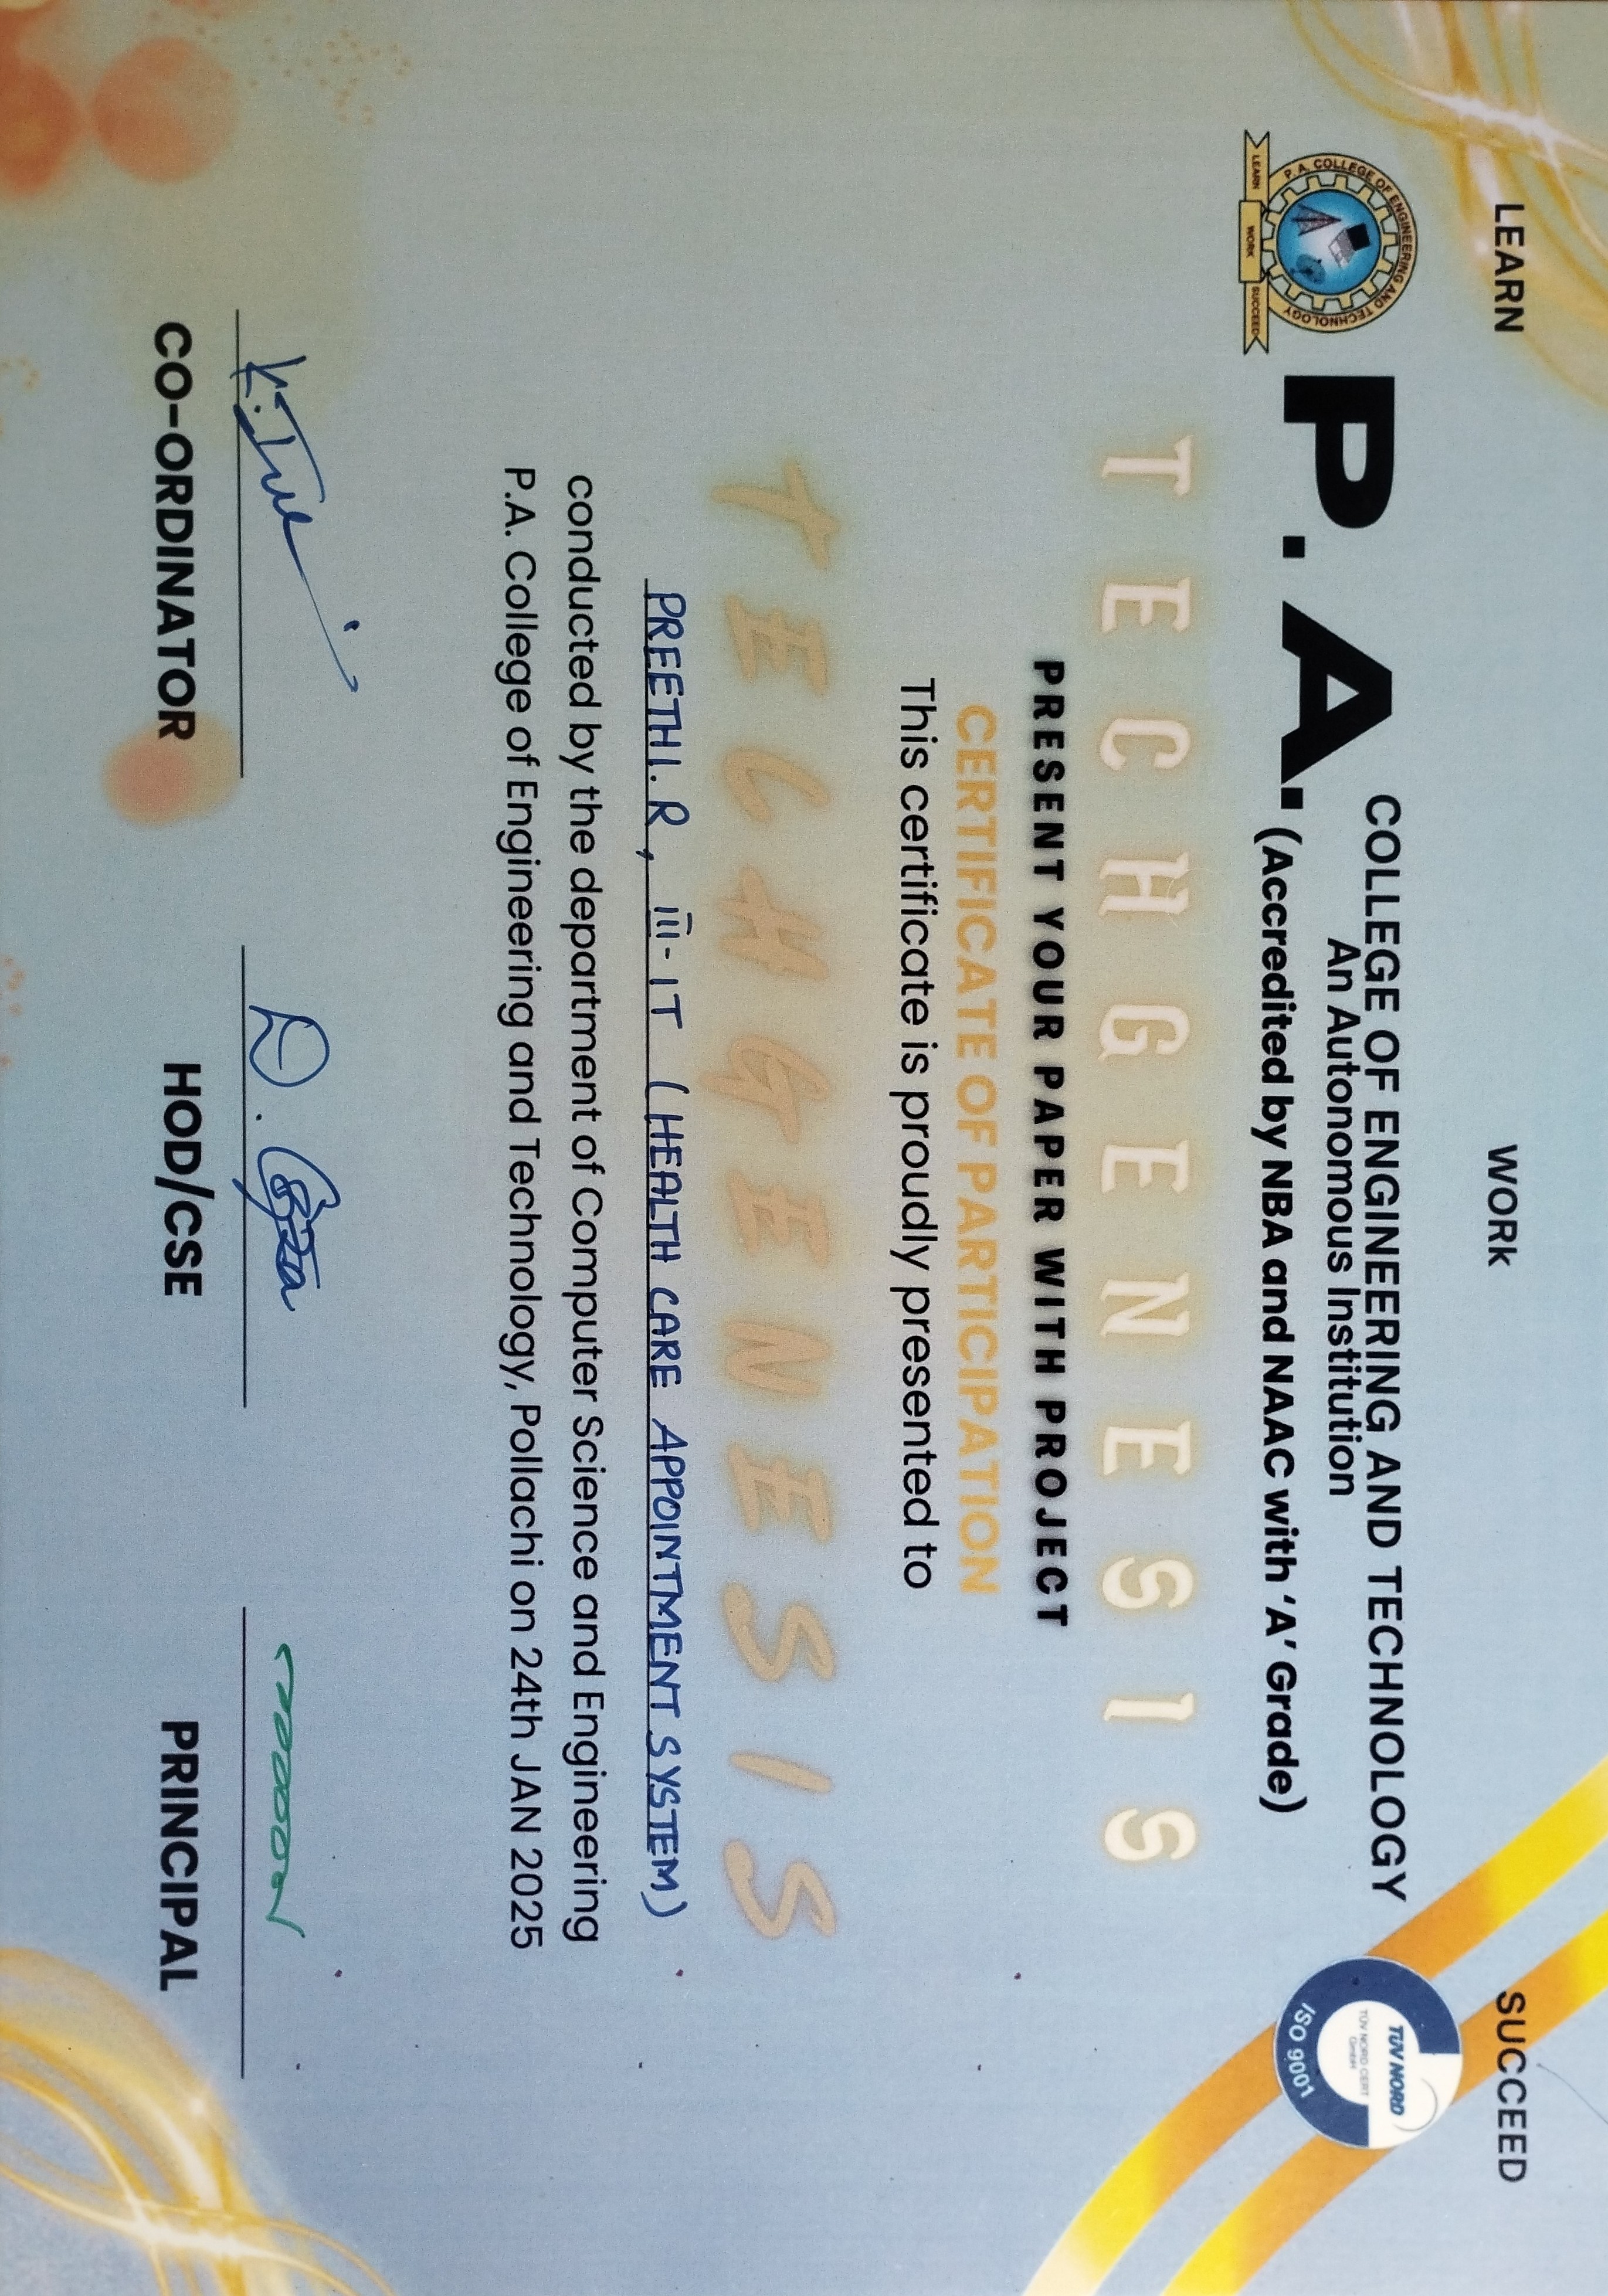 LEARN
WORk
SUCCEED
P. A. COLLEGE OF ENGINEERING AND TECHNOLOGY
LEARN WORK SUCCEED
P. A.
COLLEGE OF ENGINEERING AND TECHNOLOGY
An Autonomous Institution
(Accredited by NBA and NAAC with 'A' Grade)
TÜV NORD
TÜV NORD CERT
GmbH
ISO 9001
TECHGENESIS
PRESENT YOUR PAPER WITH PROJECT
CERTIFICATE OF PARTICIPATION
This certificate is proudly presented to
TECHGENESIS
PREETHI. R, III-IT (HEALTH CARE APPOINTMENT SYSTEM)
conducted by the department of Computer Science and Engineering
P.A. College of Engineering and Technology, Pollachi on 24th JAN 2025
CO-ORDINATOR
HOD/CSE
PRINCIPAL